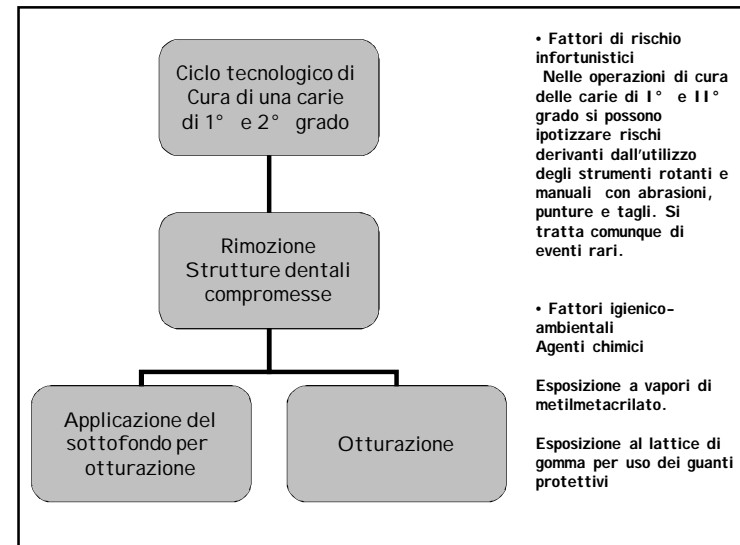 Ciclo tecnologico di
Cura di una carie
di 1° e 2° grado
Rimozione
Strutture dentali
compromesse
Applicazione del
sottofondo per
otturazione
Otturazione
• Fattori di rischio
infortunistici
Nelle operazioni di cura
delle carie di I° e II°
grado si possono
ipotizzare rischi
derivanti dall'utilizzo
degli strumenti rotanti e
manuali con abrasioni,
punture e tagli. Si
tratta comunque di
eventi rari.
• Fattori igienico-
ambientali
Agenti chimici
Esposizione a vapori di
metilmetacrilato.
Esposizione al lattice di
gomma per uso dei guanti
protettivi